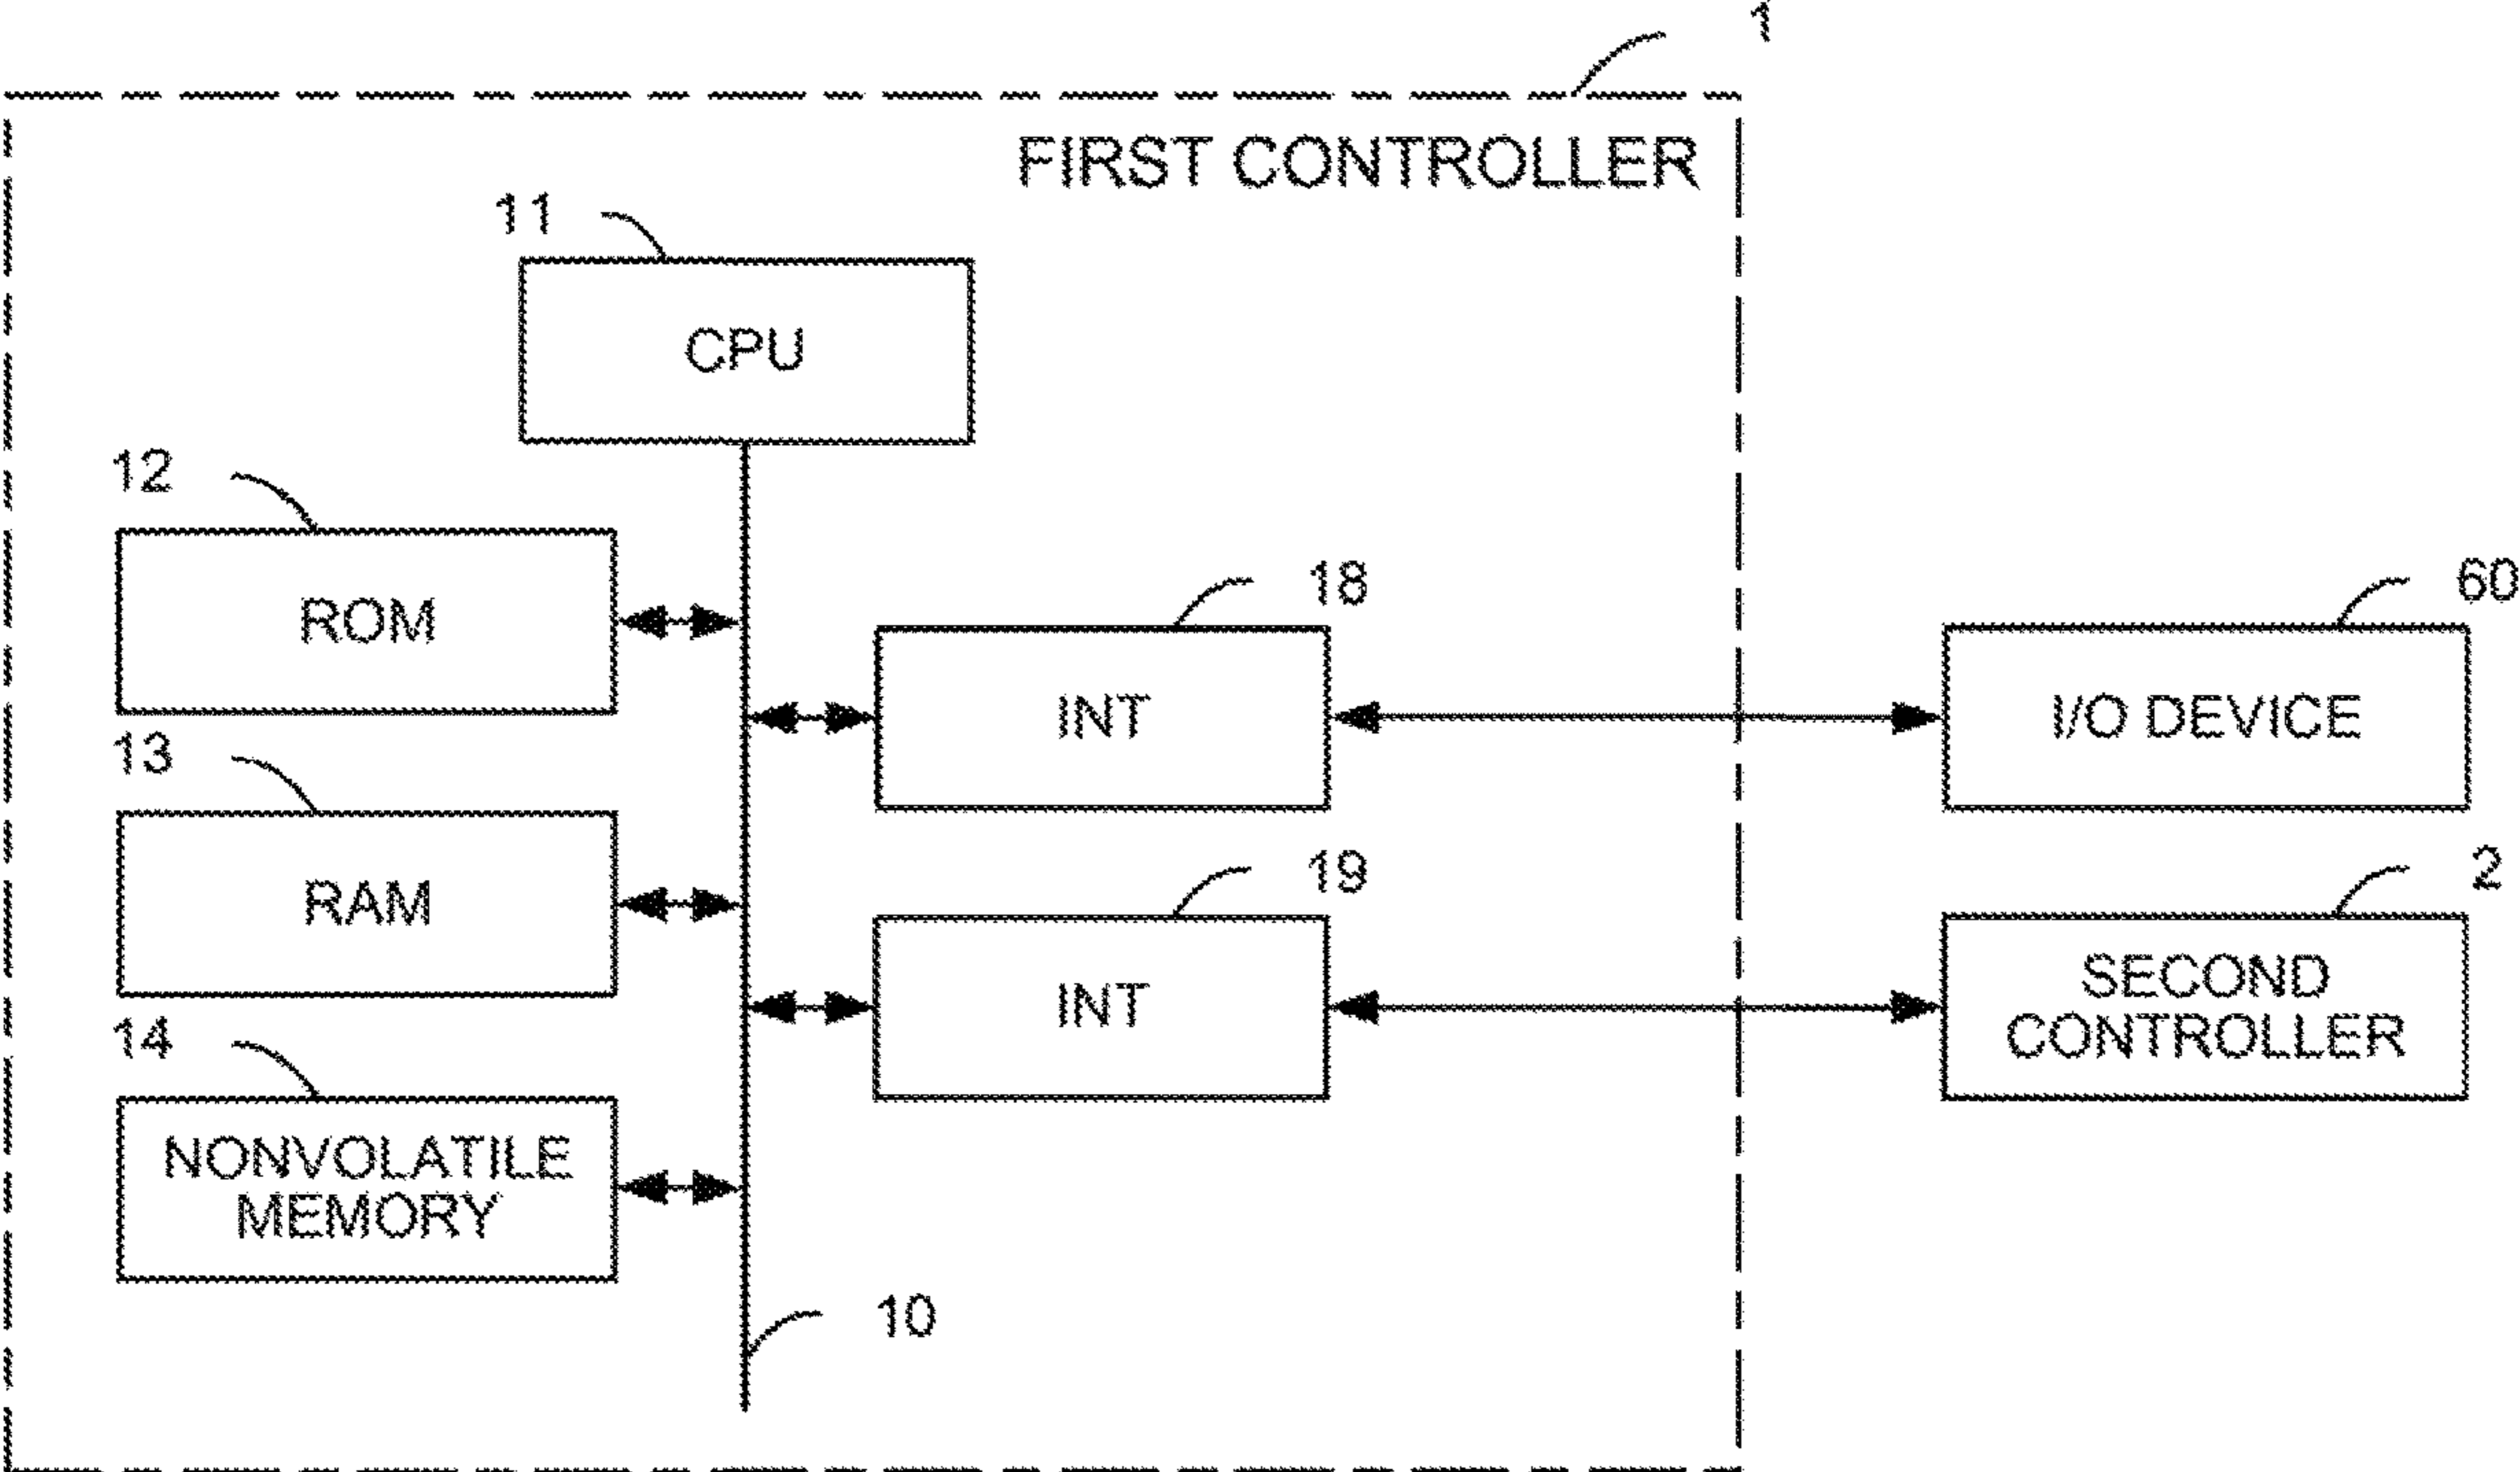 1
FIRST CONTROLLER
11
CPU
12
ROM
18
60
INT
I/O DEVICE
13
RAM
19
2
INT
SECOND
CONTROLLER
14
NONVOLATILE
MEMORY
10